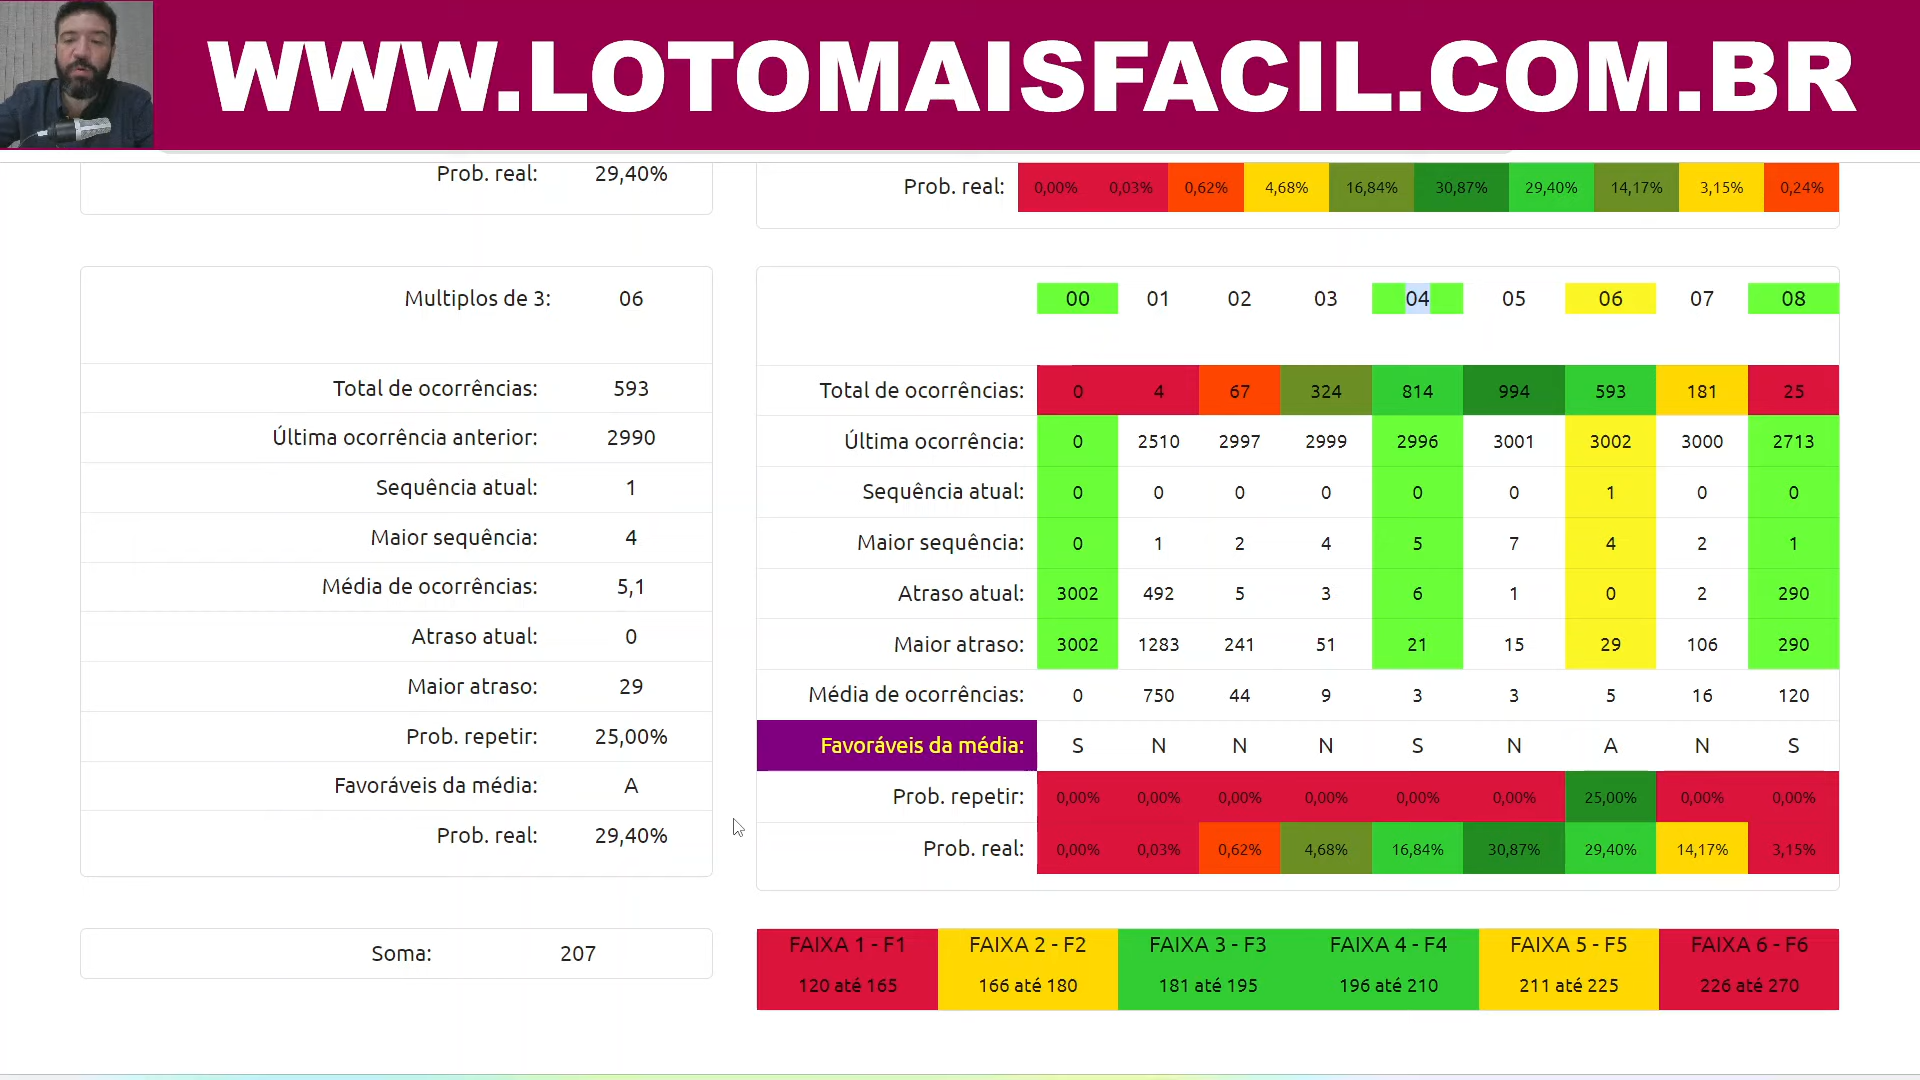 WWW.LOTOMAISFACIL.COM.BR
Prob. real: 29,40%
Prob. real: 0,00% 0,03% 0,62% 4,68% 16,84% 30,87% 29,40% 14,17% 3,15% 0,24%
Multiplos de 3: 06
Total de ocorrências: 593
Última ocorrência anterior: 2990
Sequência atual: 1
Maior sequência: 4
Média de ocorrências: 5,1
Atraso atual: 0
Maior atraso: 29
Prob. repetir: 25,00%
Favoráveis da média: A
Prob. real: 29,40%
00 01 02 03 04 05 06 07 08
Total de ocorrências: 0 4 67 324 814 994 593 181 25
Última ocorrência: 0 2510 2997 2999 2996 3001 3002 3000 2713
Sequência atual: 0 0 0 0 0 0 1 0 0
Maior sequência: 0 1 2 4 5 7 4 2 1
Atraso atual: 3002 492 5 3 6 1 0 2 290
Maior atraso: 3002 1283 241 51 21 15 29 106 290
Média de ocorrências: 0 750 44 9 3 3 5 16 120
Favoráveis da média: S N N N S N A N S
Prob. repetir: 0,00% 0,00% 0,00% 0,00% 0,00% 0,00% 25,00% 0,00% 0,00%
Prob. real: 0,00% 0,03% 0,62% 4,68% 16,84% 30,87% 29,40% 14,17% 3,15%
Soma: 207
FAIXA 1 - F1 FAIXA 2 - F2 FAIXA 3 - F3 FAIXA 4 - F4 FAIXA 5 - F5 FAIXA 6 - F6
120 até 165 166 até 180 181 até 195 196 até 210 211 até 225 226 até 270